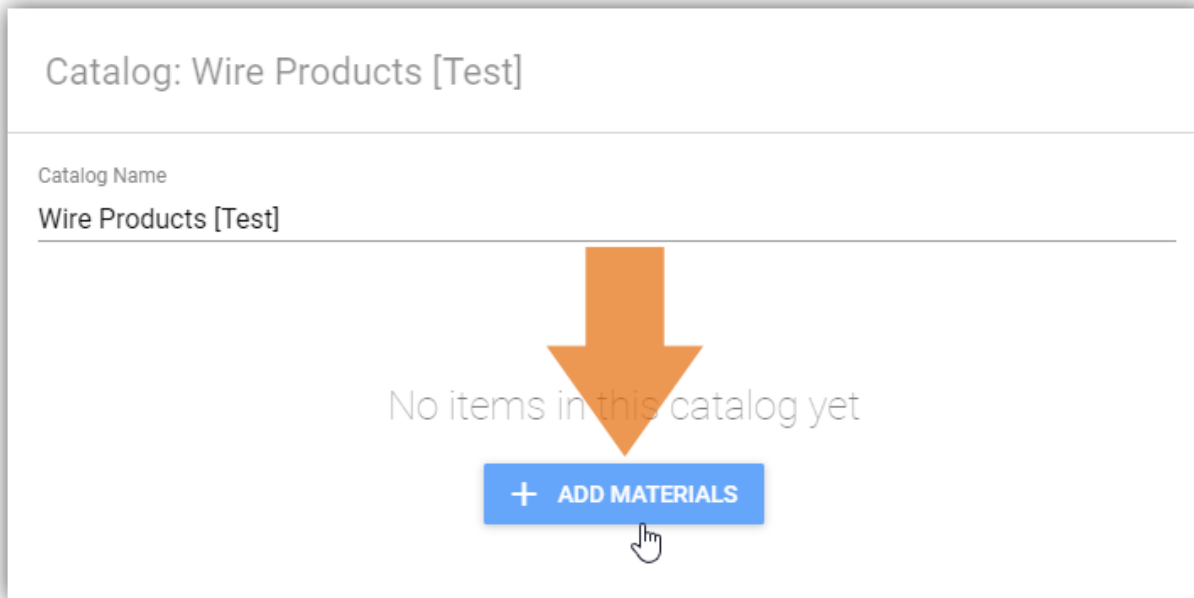 Catalog: Wire Products [Test]
Catalog Name
Wire Products [Test]
No items in this catalog yet
+ ADD MATERIALS